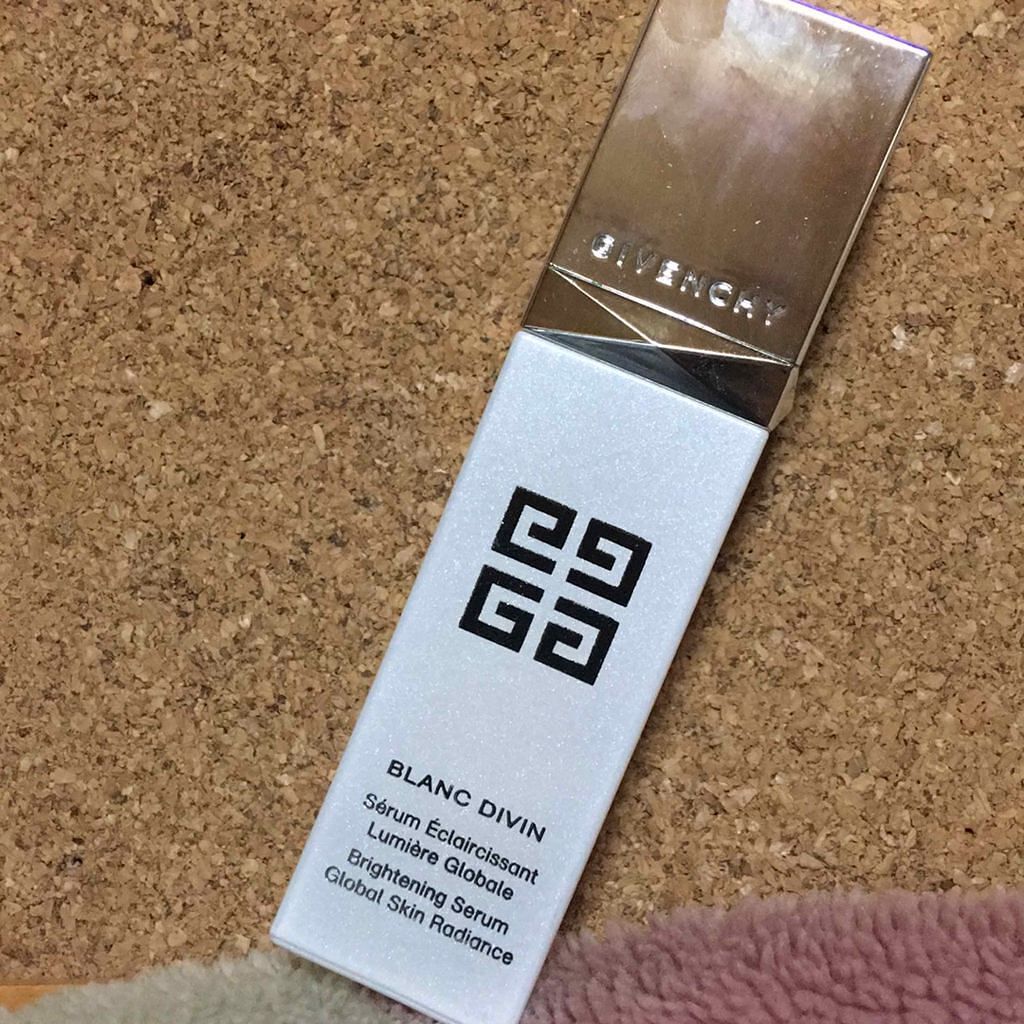 GIVENCHY
BLANC DIVIN
Sérum Éclaircissant
Lumière Globale
Brightening Serum
Global Skin Radiance